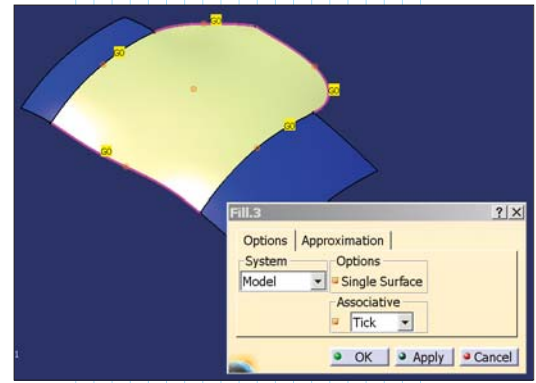 G0
G0
G0
G0
G0
Fill.3 ? X
Options Approximation
System Options
Model Single Surface
Associative
Tick
OK Apply Cancel
1